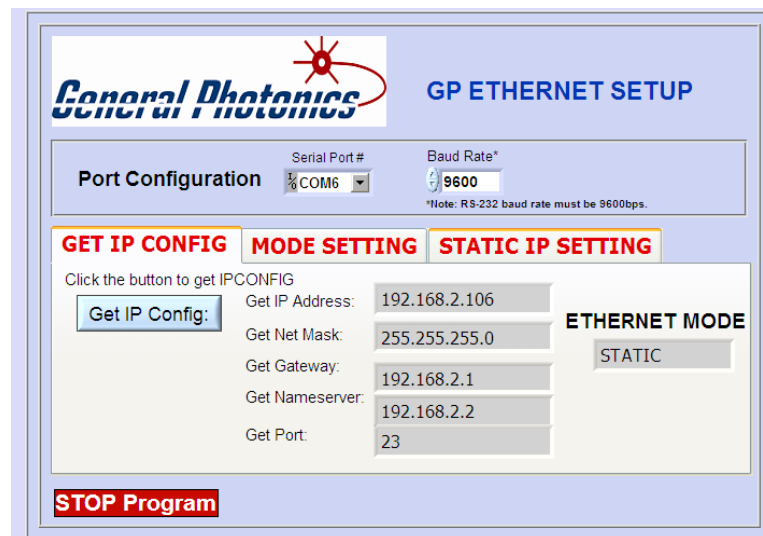 General Photonics
GP ETHERNET SETUP
Port Configuration
Serial Port #
COM6
Baud Rate*
9600
*Note: RS-232 baud rate must be 9600bps.
GET IP CONFIG
MODE SETTING
STATIC IP SETTING
Click the button to get IPCONFIG
Get IP Config:
Get IP Address: 192.168.2.106
Get Net Mask: 255.255.255.0
Get Gateway: 192.168.2.1
Get Nameserver: 192.168.2.2
Get Port: 23
ETHERNET MODE
STATIC
STOP Program